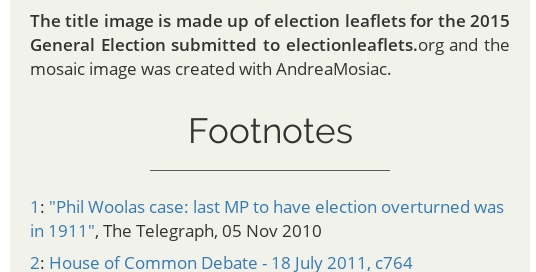 The title image is made up of election leaflets for the 2015
General Election submitted to electionleaflets.org and the
mosaic image was created with AndreaMosiac.
Footnotes
1: "Phil Woolas case: last MP to have election overturned was
in 1911", The Telegraph, 05 Nov 2010
2: House of Common Debate - 18 July 2011, c764